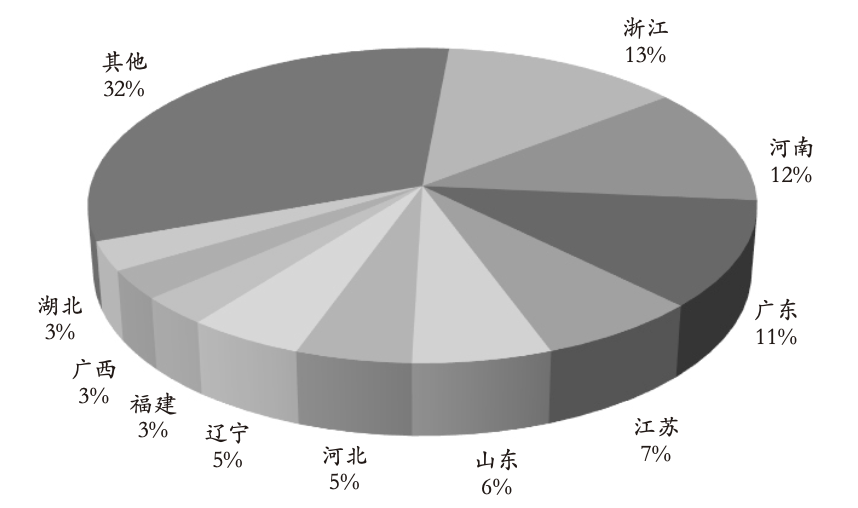 浙江
13%
其他
32%
河南
12%
广东
11%
湖北
3%
广西
3%
福建
3%
辽宁
5%
河北
5%
山东
6%
江苏
7%